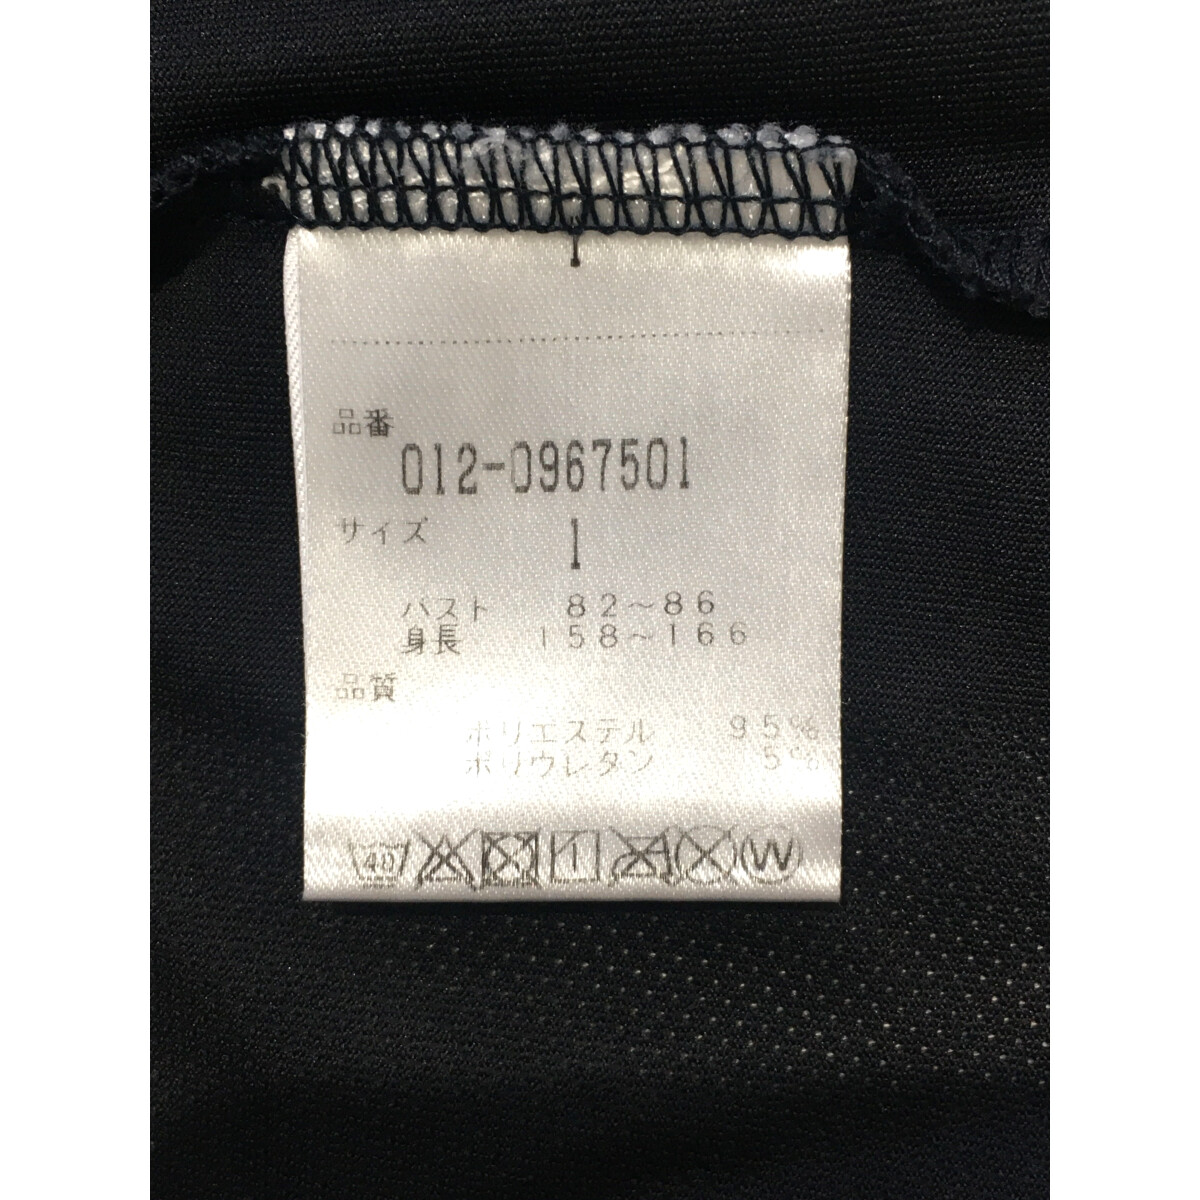 品番
012-0967501
サイズ 1
バスト 82~86
身長 158~166
品質
ポリエステル 95%
ポリウレタン 5%
40 W